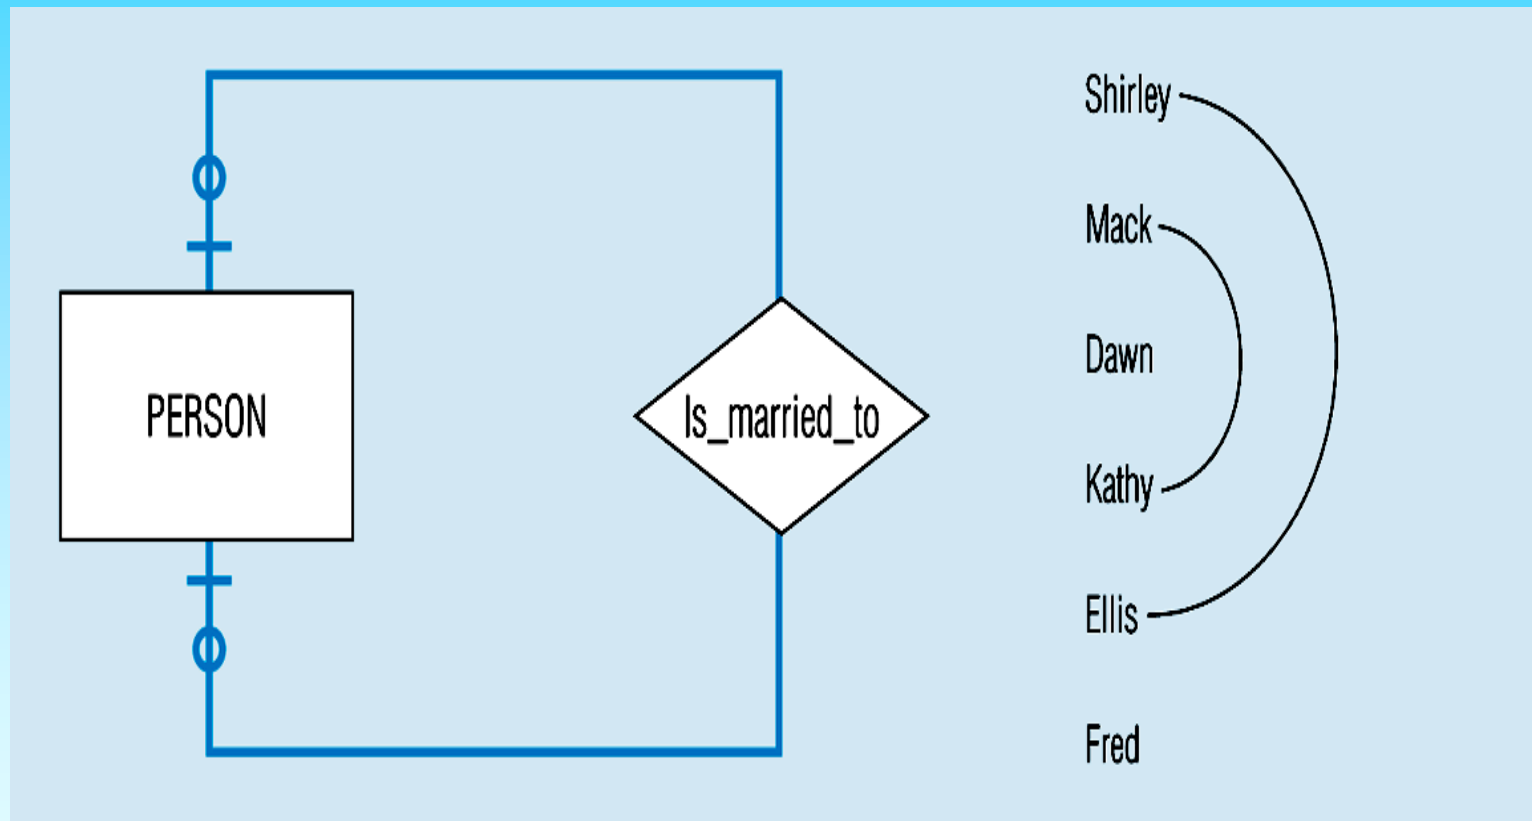 PERSON
Is_married_to
Shirley
Mack
Dawn
Kathy
Ellis
Fred